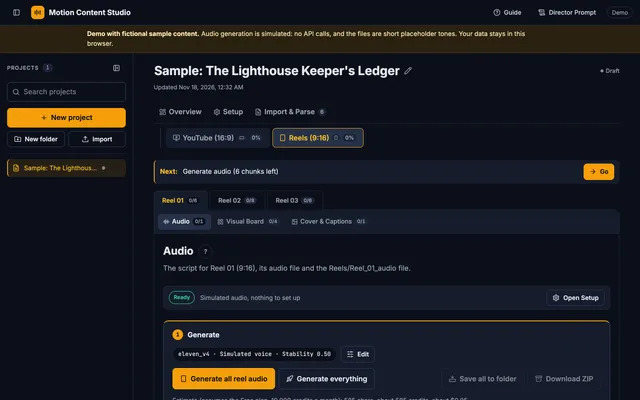 Motion Content Studio
Guide
Director Prompt
Demo
Demo with fictional sample content. Audio generation is simulated: no API calls, and the files are short placeholder tones. Your data stays in this
browser.
PROJECTS 1
Search projects
+ New project
New folder
Import
Sample: The Lighthous...
Sample: The Lighthouse Keeper's Ledger
Draft
Updated Nov 18, 2026, 12:32 AM
Overview
Setup
Import & Parse 6
YouTube (16:9) 0%
Reels (9:16) 0%
Next: Generate audio (6 chunks left)
Go
Reel 01 0/6
Reel 02 0/6
Reel 03 0/6
Audio 0/1
Visual Board 0/4
Cover & Captions 0/1
Audio ?
The script for Reel 01 (9:16), its audio file and the Reels/Reel_01_audio file.
Ready
Simulated audio, nothing to set up
Open Setup
1 Generate
eleven_v4 · Simulated voice · Stability 0.50
Edit
Generate all reel audio
Generate everything
Save all to folder
Download ZIP